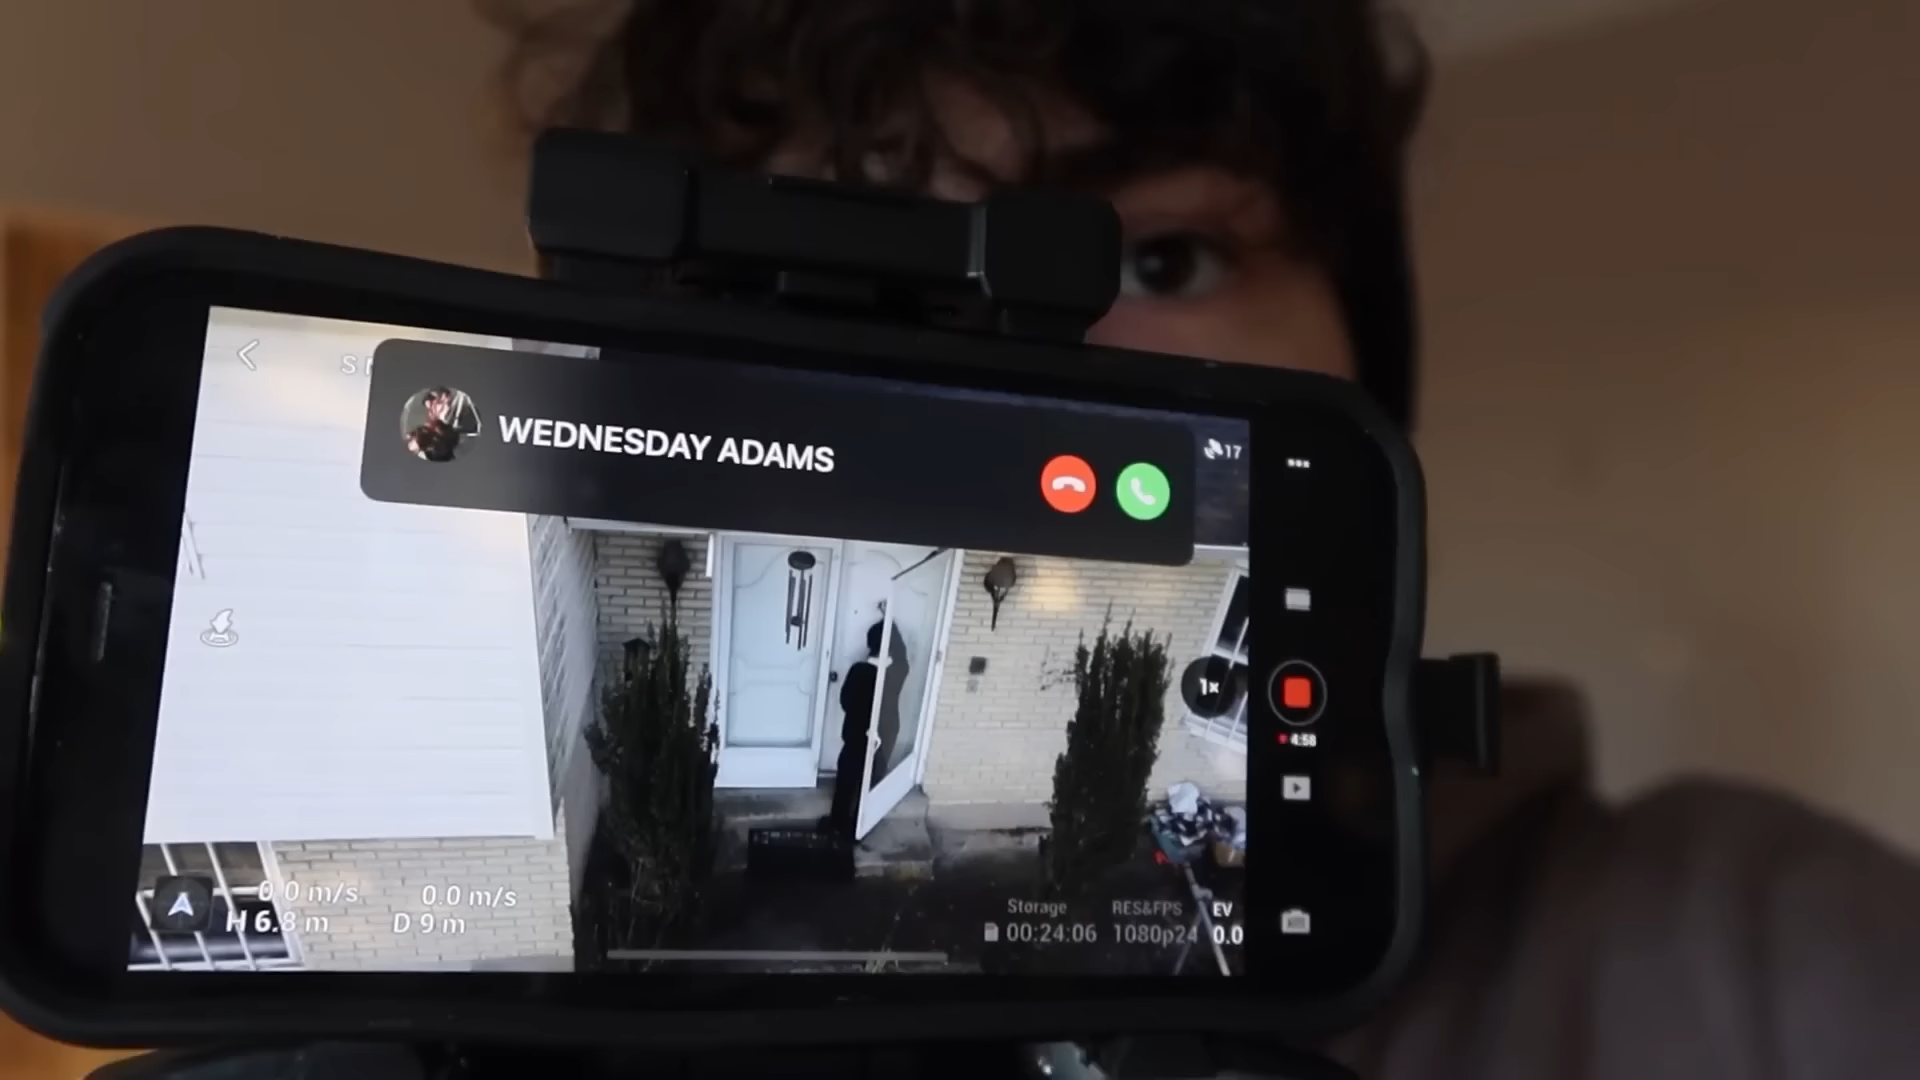 WEDNESDAY ADAMS
17
1x
4:58
0.0 m/s
0.0 m/s
H 6.8 m
D 9 m
Storage
RES&FPS
EV
00:24:06
1080p24
0.0